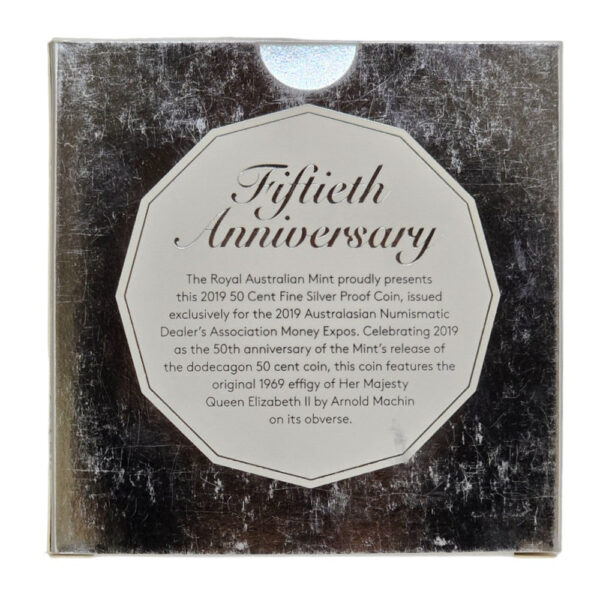 Fiftieth
Anniversary
The Royal Australian Mint proudly presents
this 2019 50 Cent Fine Silver Proof Coin, issued
exclusively for the 2019 Australasian Numismatic
Dealer's Association Money Expos. Celebrating 2019
as the 50th anniversary of the Mint's release of
the dodecagon 50 cent coin, this coin features the
original 1969 effigy of Her Majesty
Queen Elizabeth II by Arnold Machin
on its obverse.